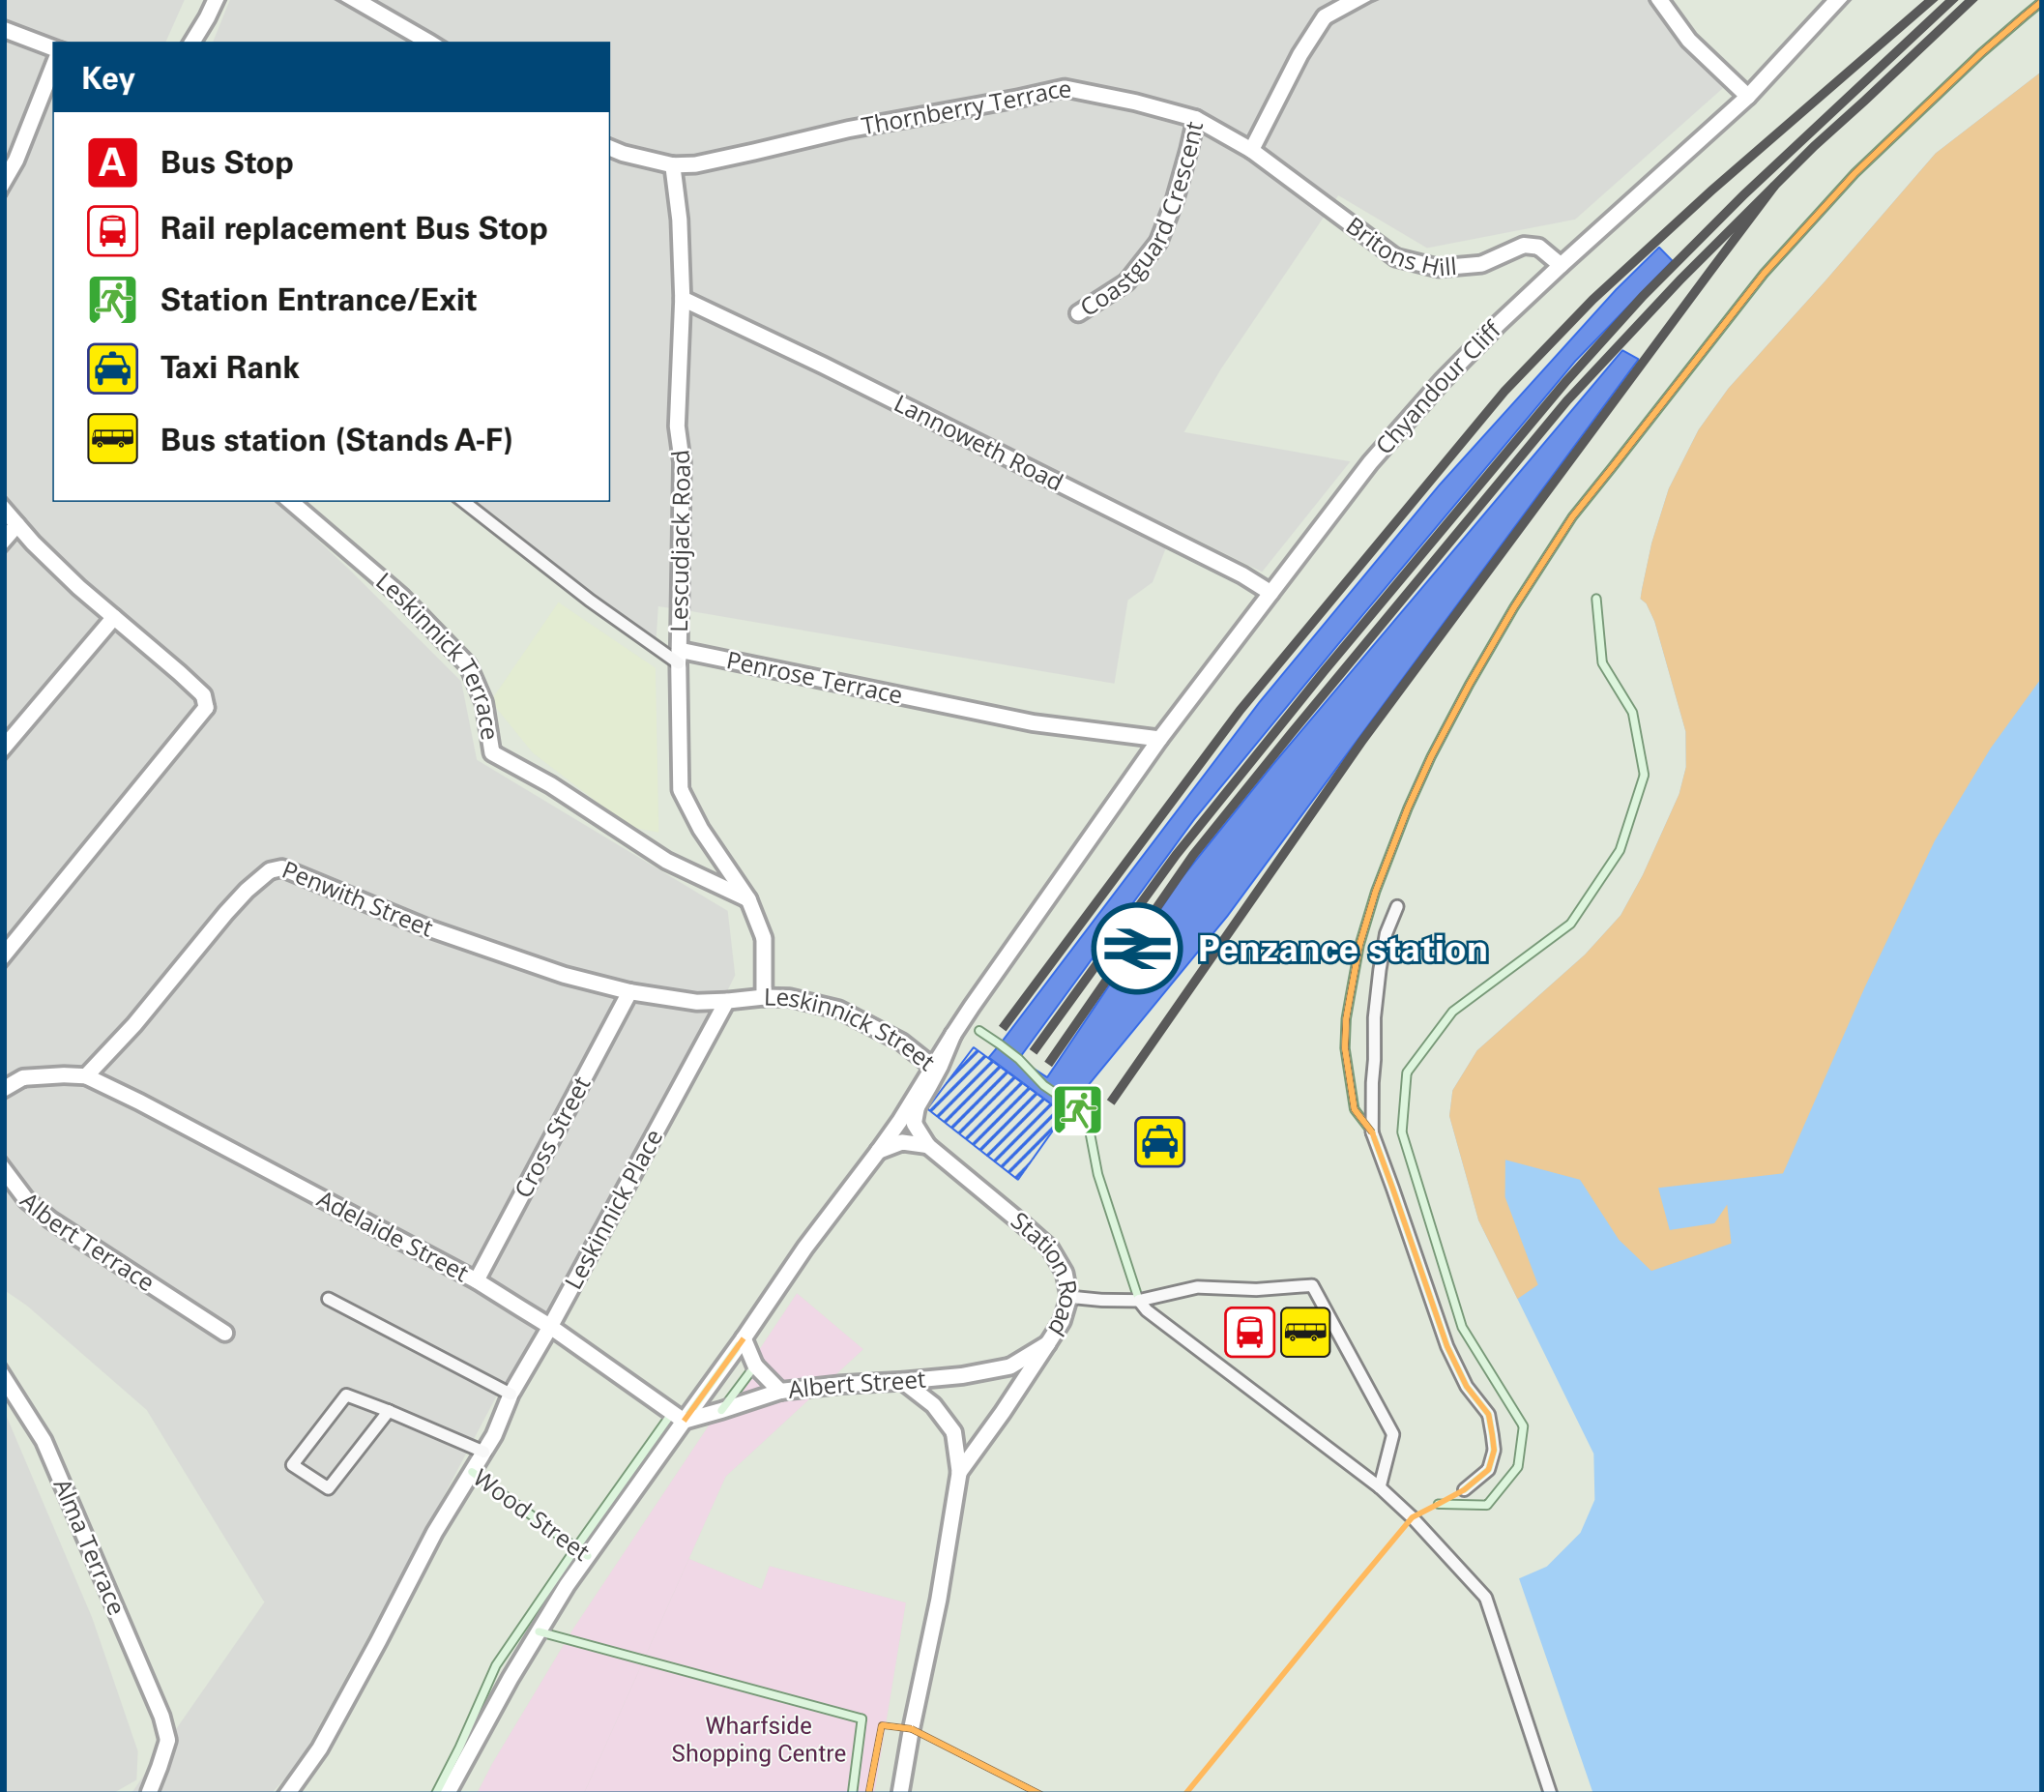 Key
A Bus Stop
Rail replacement Bus Stop
Station Entrance/Exit
Taxi Rank
Bus station (Stands A-F)
Thornberry Terrace
Coastguard Crescent
Britons Hill
Chyandour Cliff
Lannoweth Road
Lescudjack Road
Leskinnick Terrace
Penrose Terrace
Penwith Street
Penzance station
Leskinnick Street
Cross Street
Leskinnick Place
Albert Terrace
Adelaide Street
Station Road
Albert Street
Wood Street
Alma Terrace
Wharfside
Shopping Centre